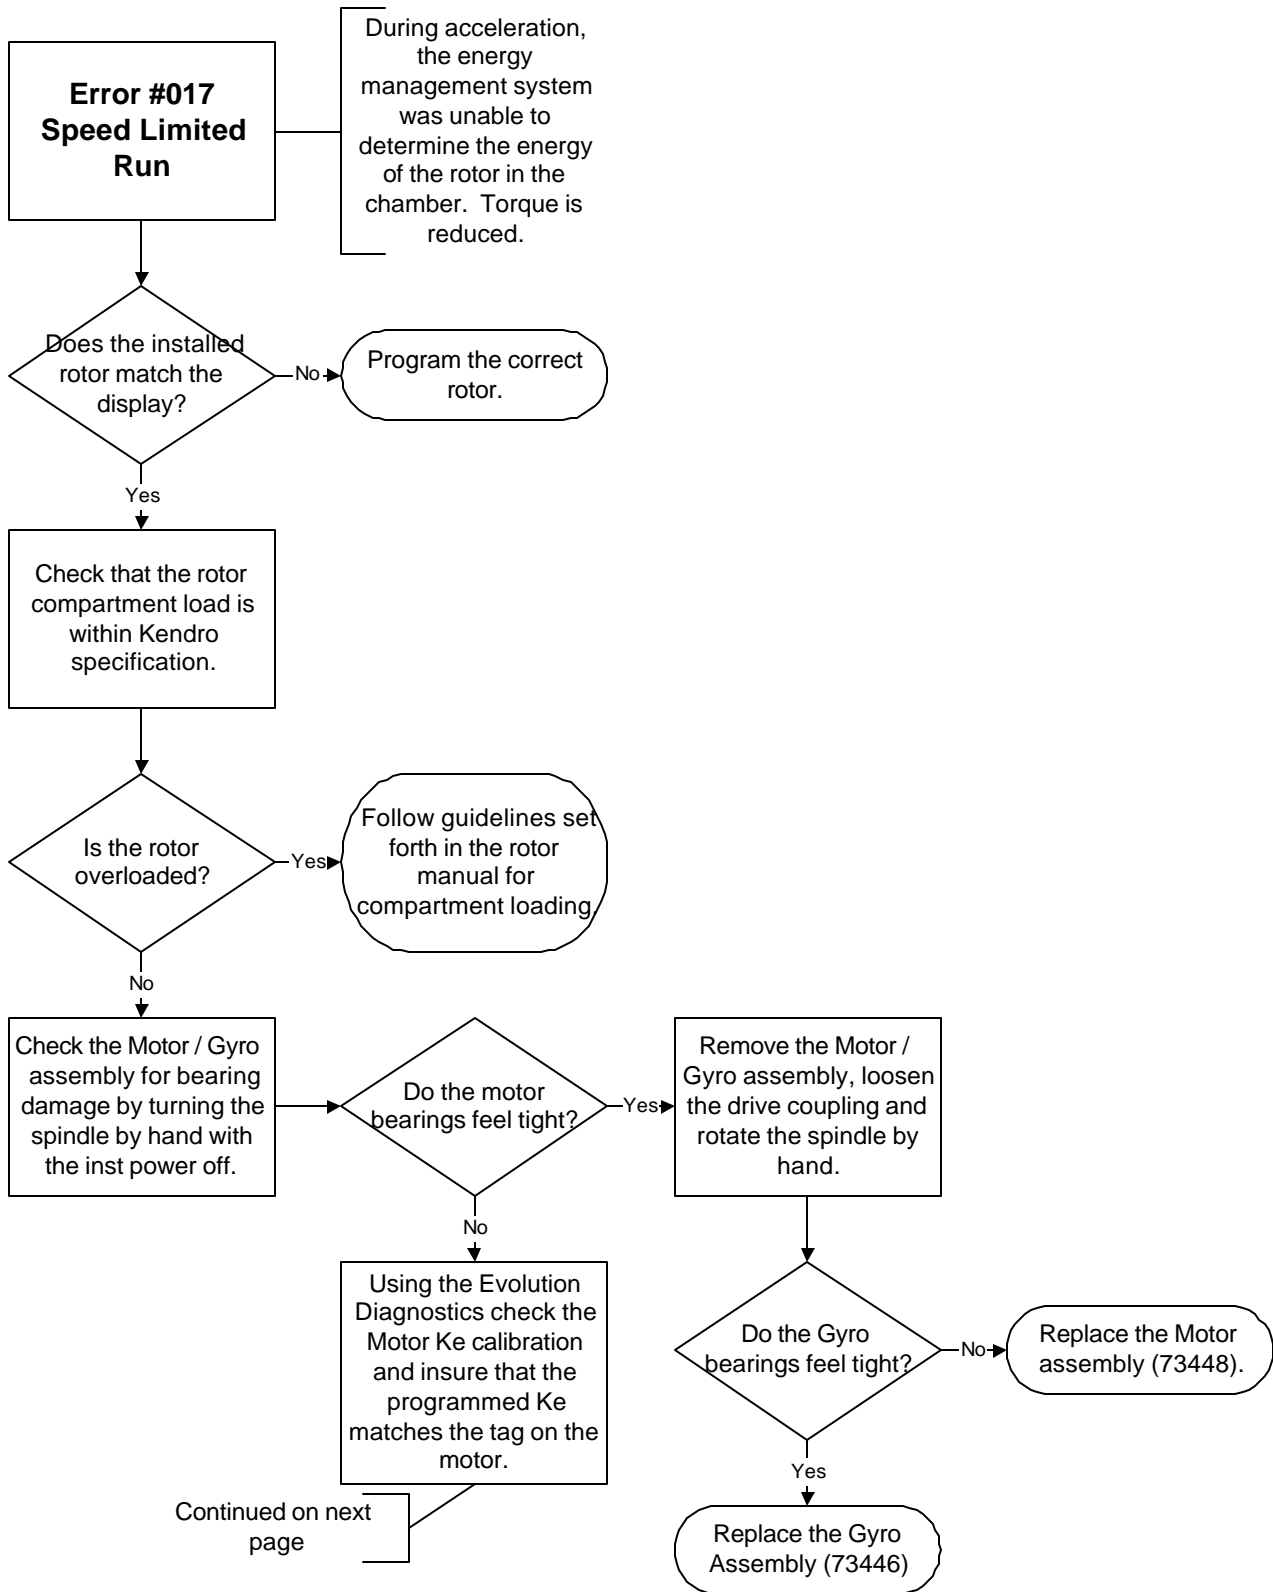 Error #017
Speed Limited
Run
During acceleration,
the energy
management system
was unable to
determine the energy
of the rotor in the
chamber. Torque is
reduced.
Does the installed
rotor match the
display?
No
Program the correct
rotor.
Yes
Check that the rotor
compartment load is
within Kendro
specification.
Is the rotor
overloaded?
Yes
Follow guidelines set
forth in the rotor
manual for
compartment loading.
No
Check the Motor / Gyro
assembly for bearing
damage by turning the
spindle by hand with
the inst power off.
Do the motor
bearings feel tight?
Yes
Remove the Motor /
Gyro assembly, loosen
the drive coupling and
rotate the spindle by
hand.
No
Using the Evolution
Diagnostics check the
Motor Ke calibration
and insure that the
programmed Ke
matches the tag on the
motor.
Do the Gyro
bearings feel tight?
No
Replace the Motor
assembly (73448).
Yes
Continued on next
page
Replace the Gyro
Assembly (73446)